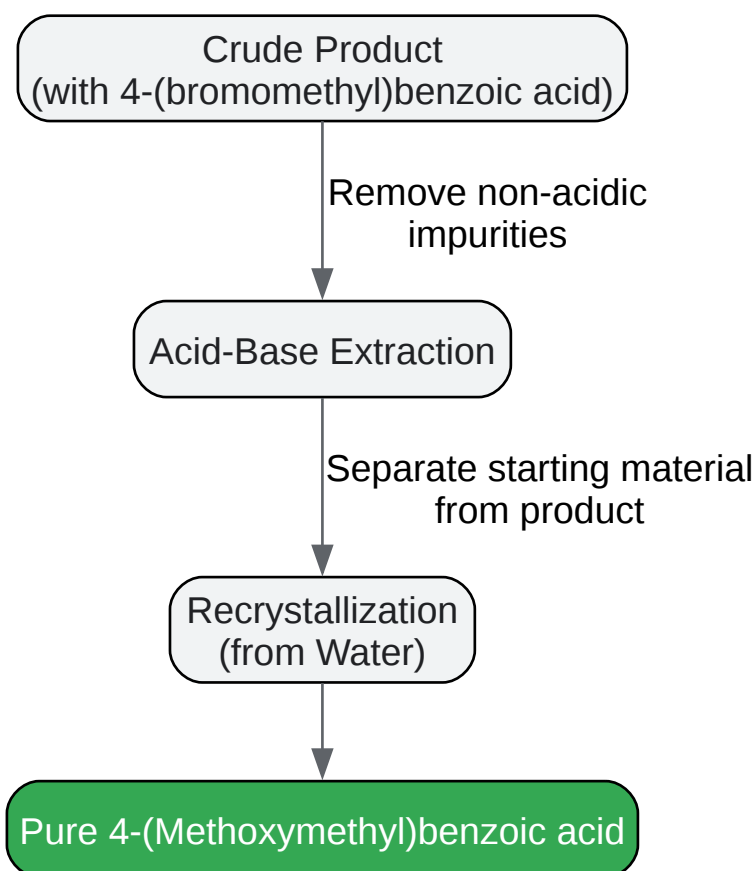 Crude Product
(with 4-(bromomethyl)benzoic acid)
Remove non-acidic
impurities
Acid-Base Extraction
Separate starting material
from product
Recrystallization
(from Water)
Pure 4-(Methoxymethyl)benzoic acid